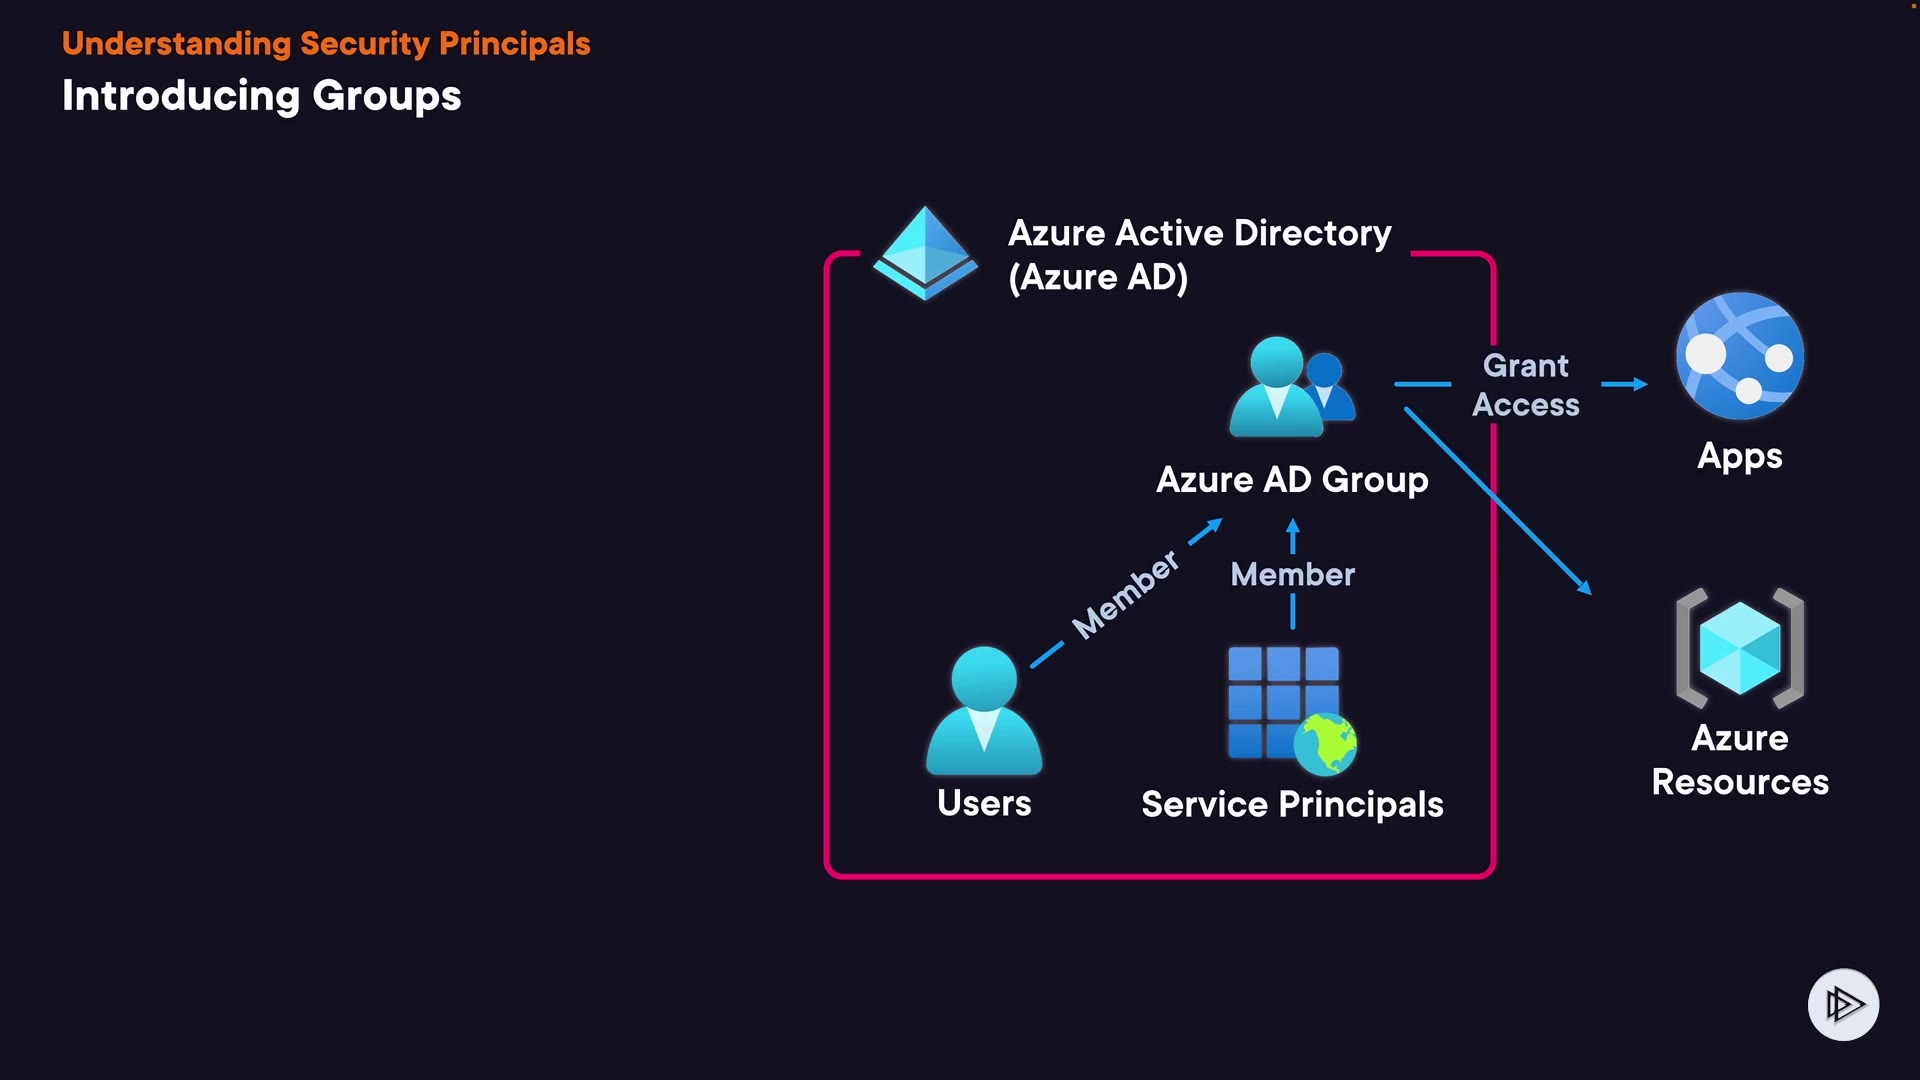 Understanding Security Principals
Introducing Groups
Azure Active Directory
(Azure AD)
Grant
Access
Apps
Azure AD Group
Member
Member
Azure
Resources
Users
Service Principals